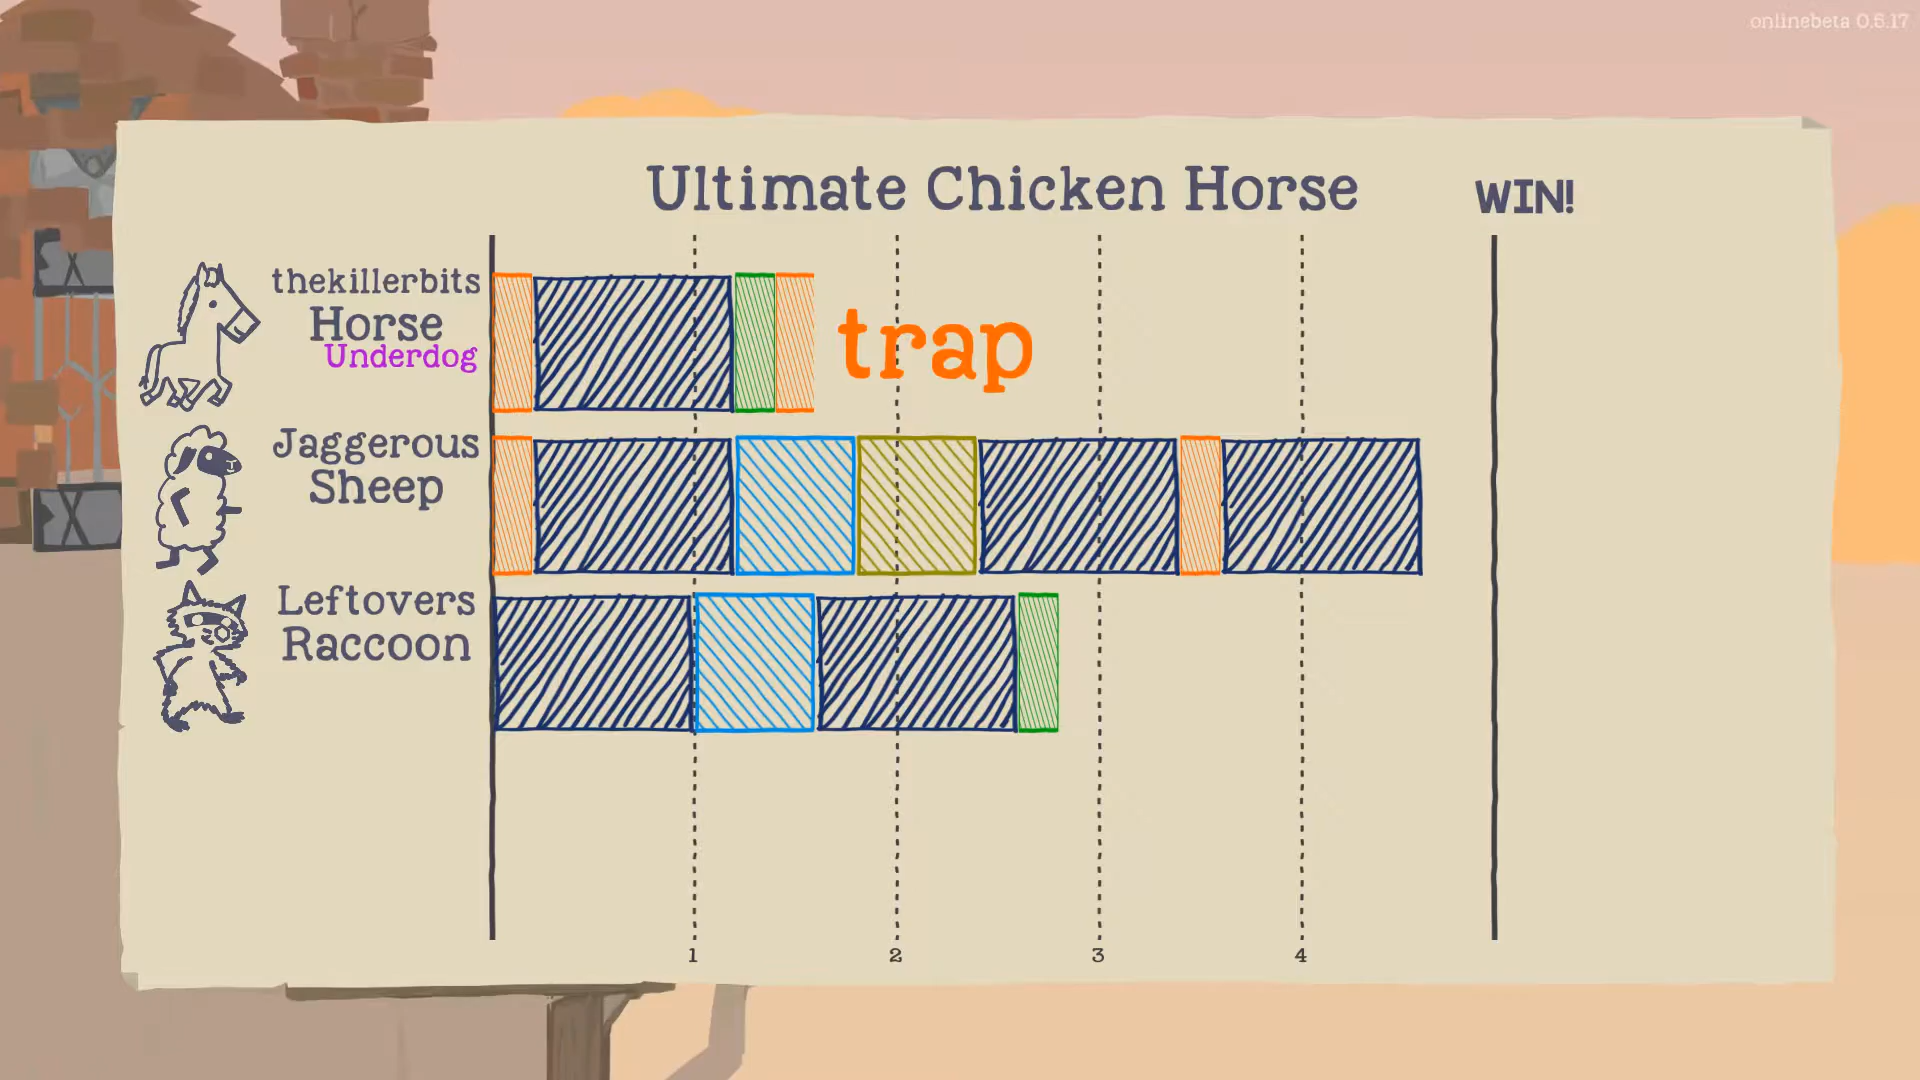 onlinebeta 0.5.17
Ultimate Chicken Horse
WIN!
thekillerbits
Horse
Underdog
trap
Jaggerous
Sheep
Leftovers
Raccoon
1 2 3 4